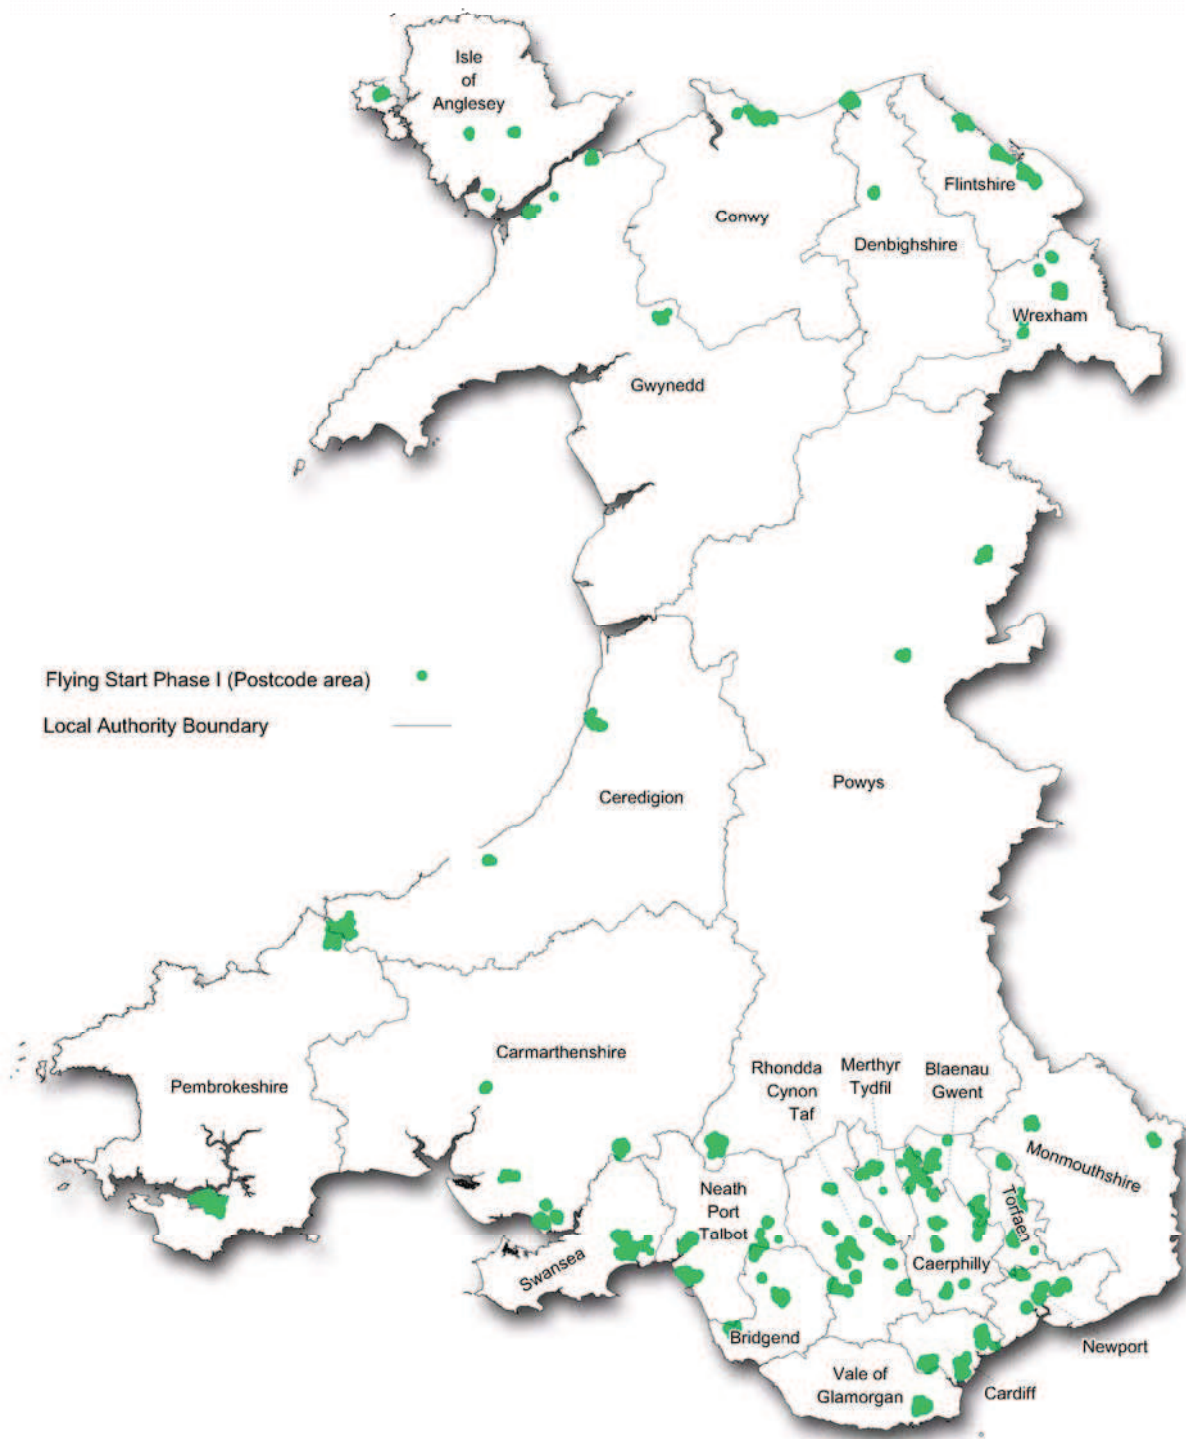 Isle
of
Anglesey
Flintshire
Conwy
Denbighshire
Wrexham
Gwynedd
Flying Start Phase I (Postcode area)
Local Authority Boundary
Powys
Ceredigion
Carmarthenshire
Pembrokeshire
Rhondda
Cynon
Taf
Merthyr
Tydfil
Blaenau
Gwent
Monmouthshire
Torfaen
Neath
Port
Talbot
Swansea
Caerphilly
Bridgend
Newport
Vale of
Glamorgan
Cardiff